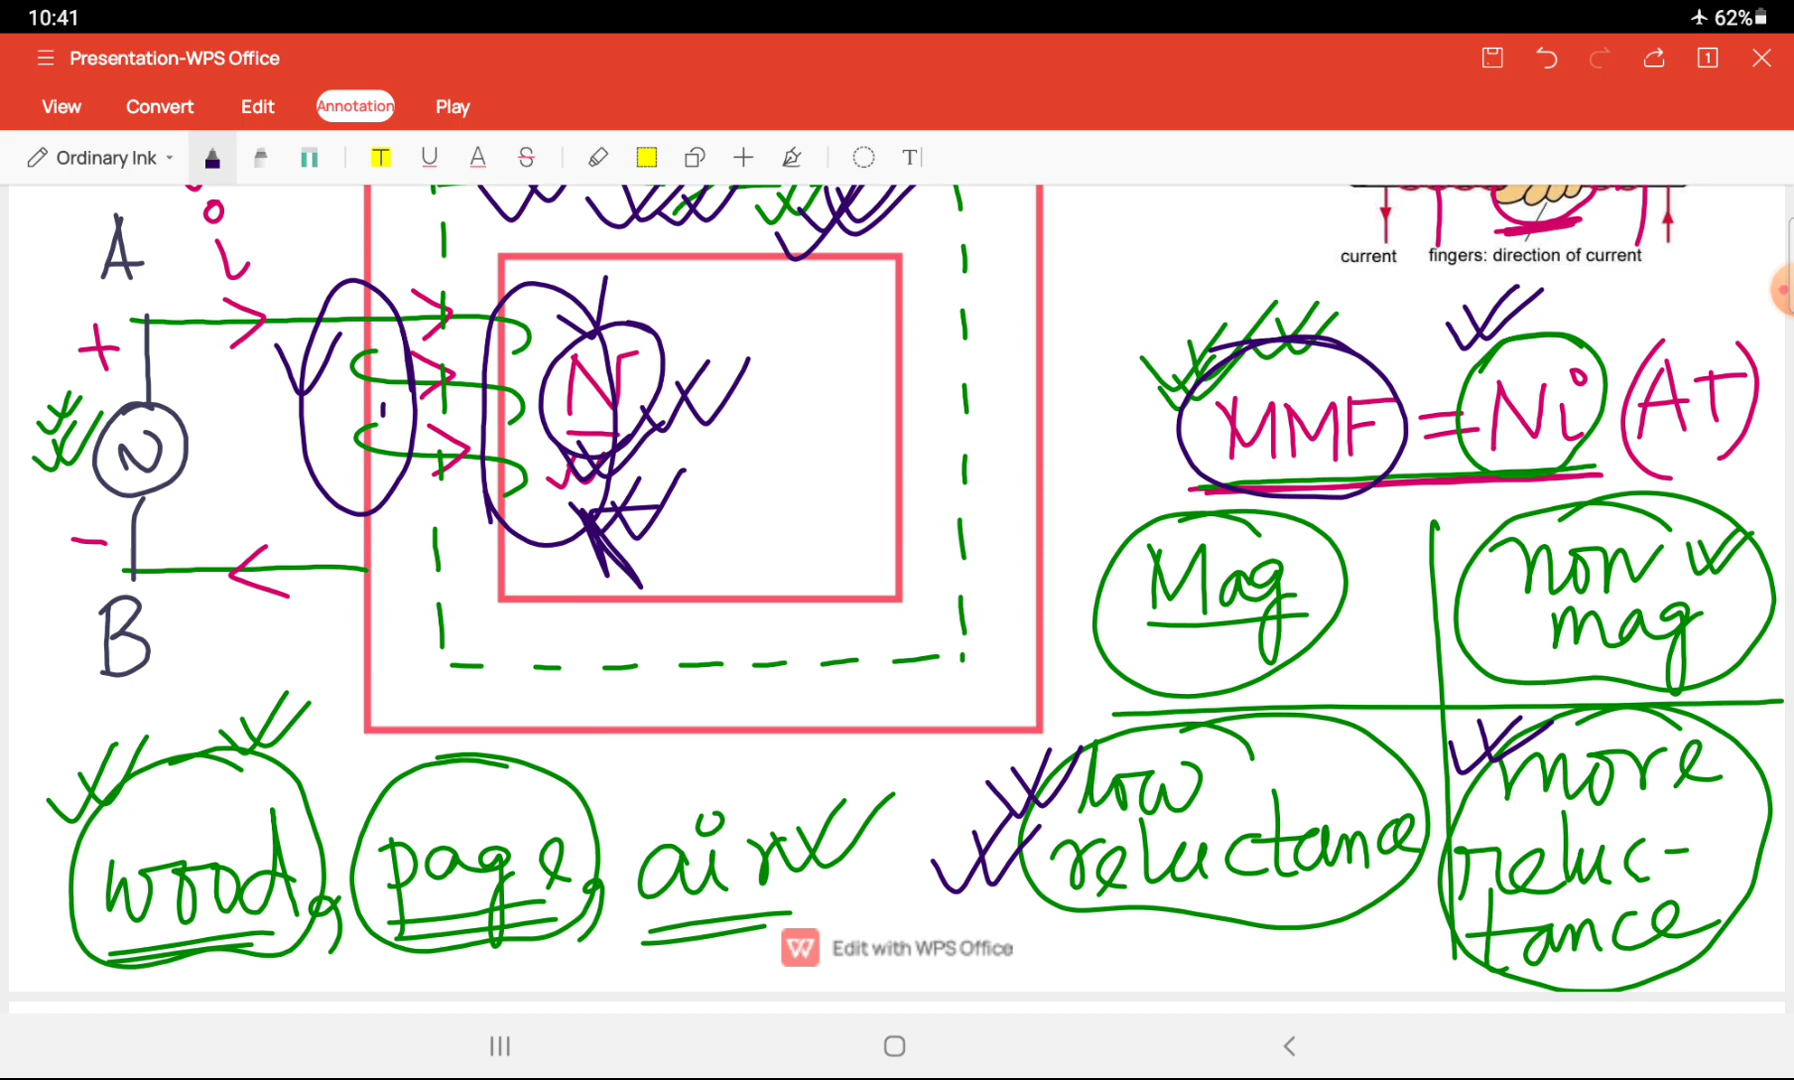 10:41
62%
Presentation-WPS Office
View Convert Edit Annotation Play
Ordinary Ink
T U A S T
A
i
+
N
-
B
N
current fingers: direction of current
MMF = Ni (AT)
Mag
non
mag
low
reluctance
more
reluc-
tance
wood, page, air
Edit with WPS Office